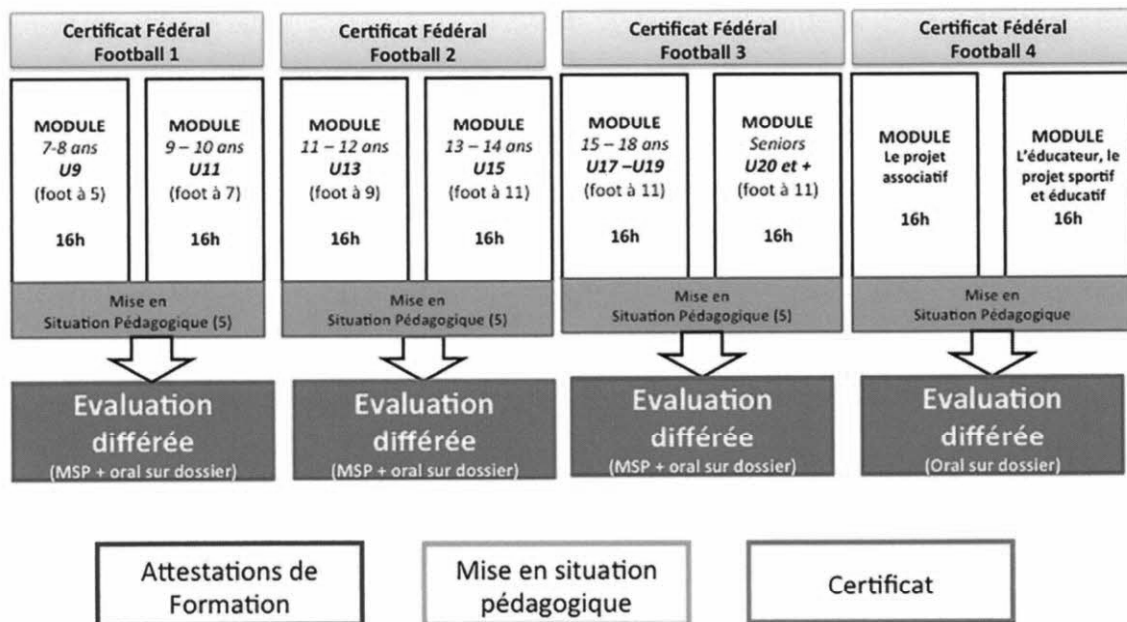 Certificat Fédéral
Football 1
Certificat Fédéral
Football 2
Certificat Fédéral
Football 3
Certificat Fédéral
Football 4
MODULE
7-8 ans
U9
(foot à 5)
16h
MODULE
9 – 10 ans
U11
(foot à 7)
16h
MODULE
11 – 12 ans
U13
(foot à 9)
16h
MODULE
13 – 14 ans
U15
(foot à 11)
16h
MODULE
15 – 18 ans
U17 –U19
(foot à 11)
16h
MODULE
Seniors
U20 et +
(foot à 11)
16h
MODULE
Le projet
associatif
16h
MODULE
L'éducateur, le
projet sportif
et éducatif
16h
Mise en
Situation Pédagogique (5)
Mise en
Situation Pédagogique (5)
Mise en
Situation Pédagogique (5)
Mise en
Situation Pédagogique
Evaluation
différée
(MSP + oral sur dossier)
Evaluation
différée
(MSP + oral sur dossier)
Evaluation
différée
(MSP + oral sur dossier)
Evaluation
différée
(Oral sur dossier)
Attestations de
Formation
Mise en situation
pédagogique
Certificat